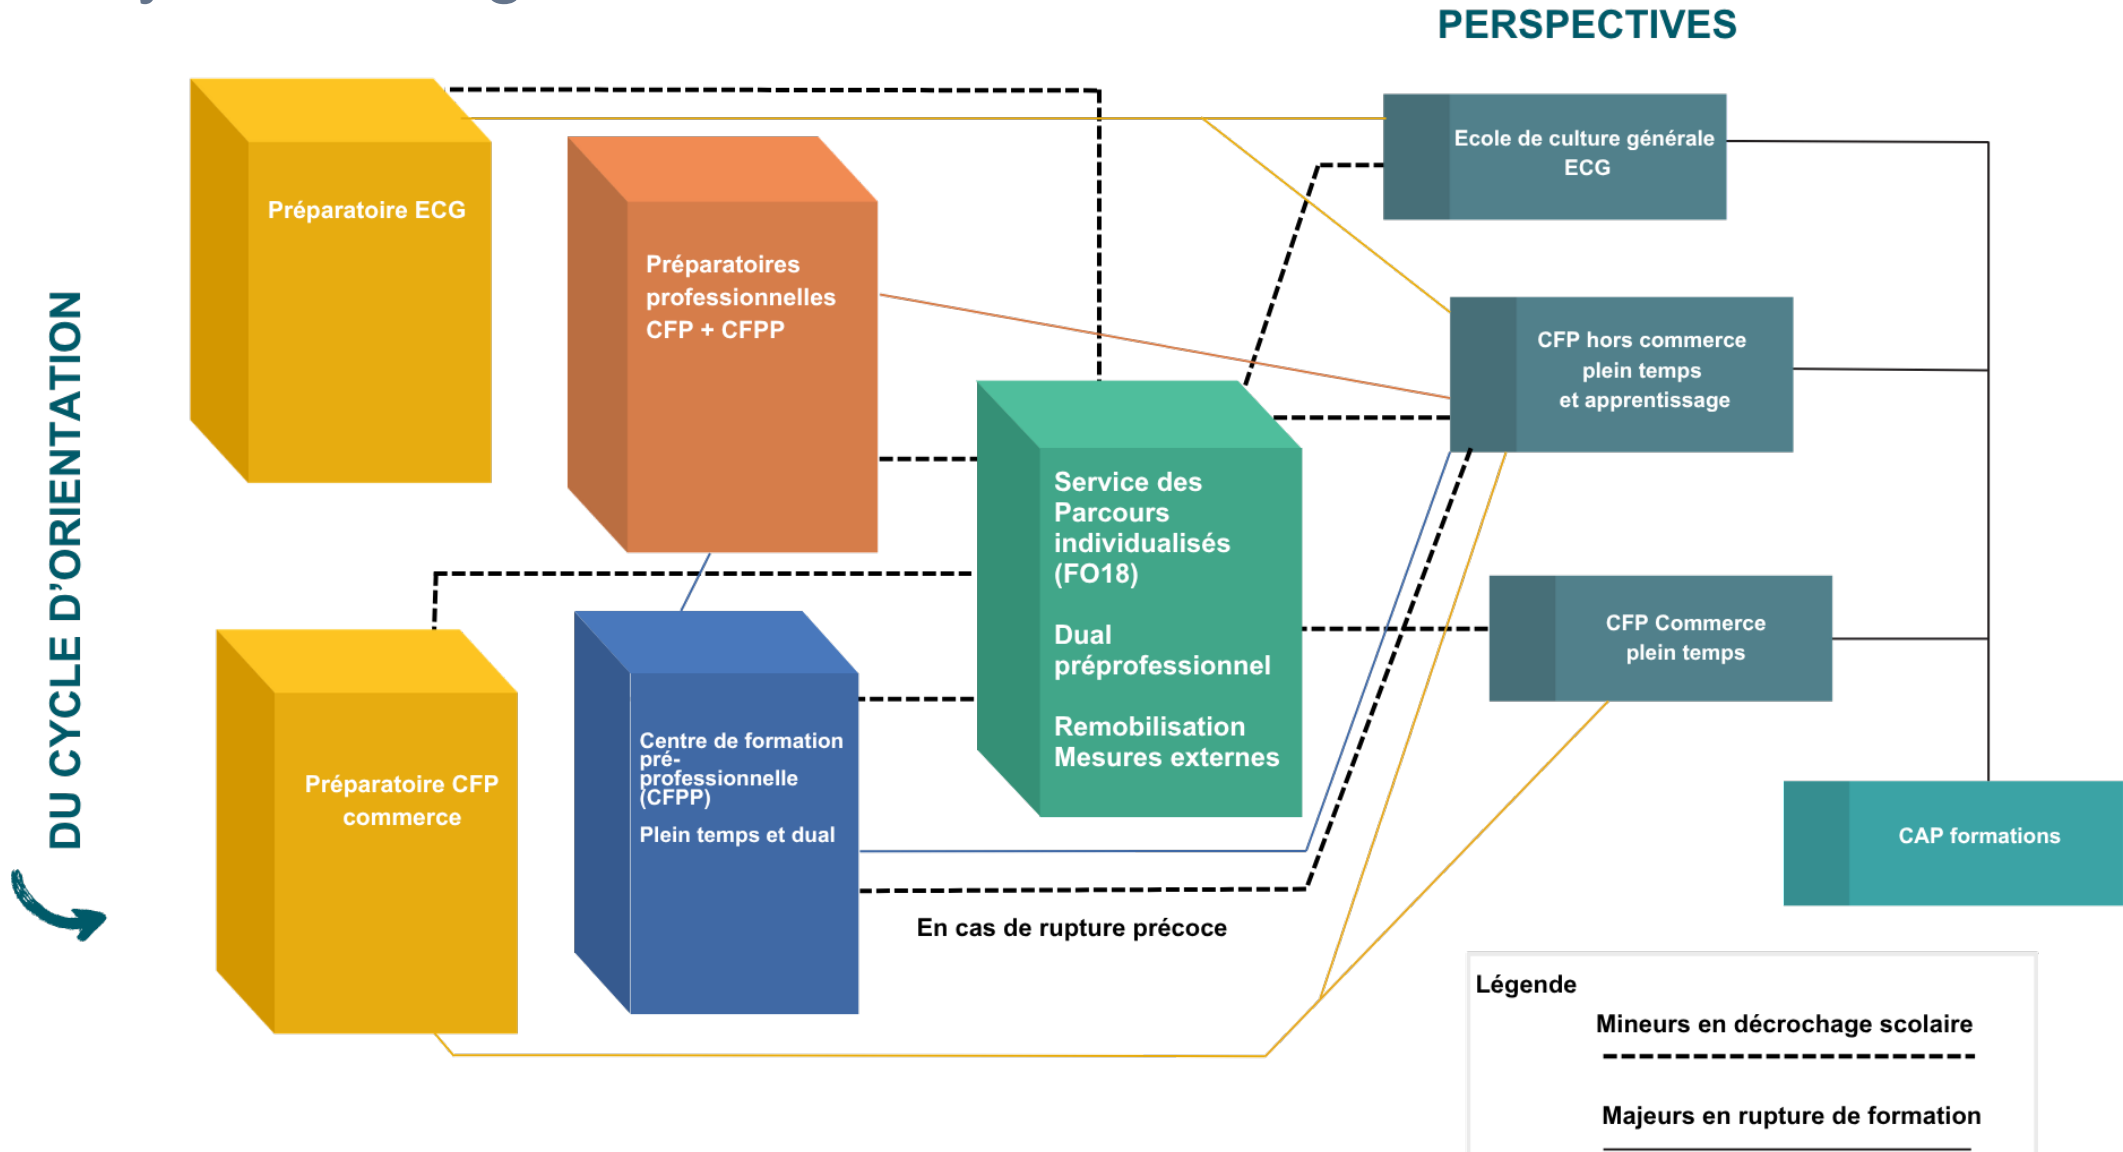 PERSPECTIVES
DU CYCLE D'ORIENTATION
Préparatoire ECG
Préparatoires
professionnelles
CFP + CFPP
Ecole de culture générale
ECG
CFP hors commerce
plein temps
et apprentissage
Service des
Parcours
individualisés
(FO18)
Dual
préprofessionnel
Remobilisation
Mesures externes
CFP Commerce
plein temps
Préparatoire CFP
commerce
Centre de formation
pré-
professionnelle
(CFPP)
Plein temps et dual
CAP formations
En cas de rupture précoce
Légende
Mineurs en décrochage scolaire
Majeurs en rupture de formation